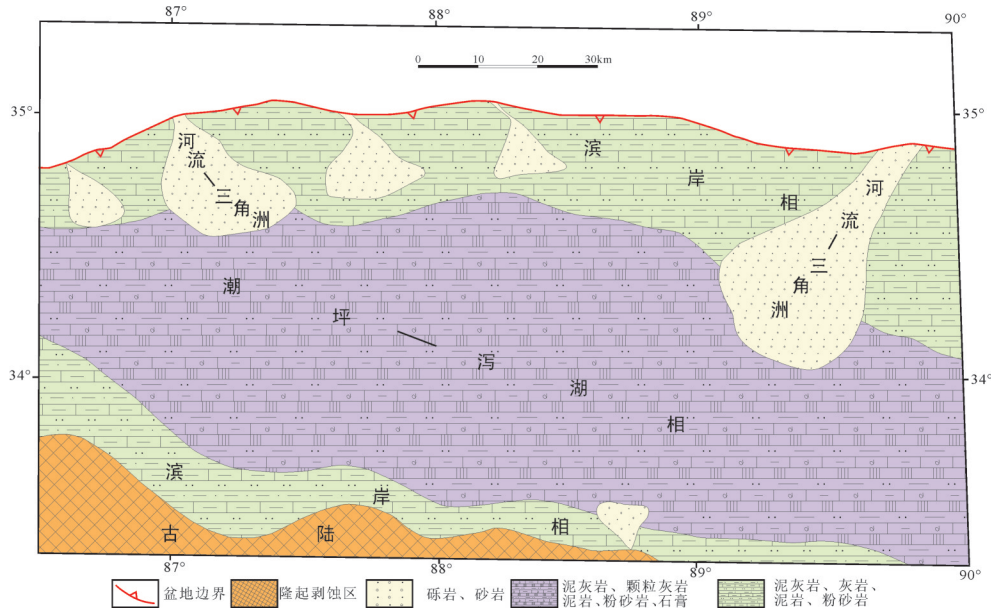 87°
88°
89°
90°
0 10 20 30km
35°
35°
河流—三角洲
滨岸相
河流—三角洲
潮坪—泻湖相
34°
34°
滨岸相
古陆
87°
88°
89°
90°
盆地边界
隆起剥蚀区
砾岩、砂岩
泥灰岩、颗粒灰岩
泥岩、粉砂岩、石膏
泥灰岩、灰岩、
泥岩、粉砂岩